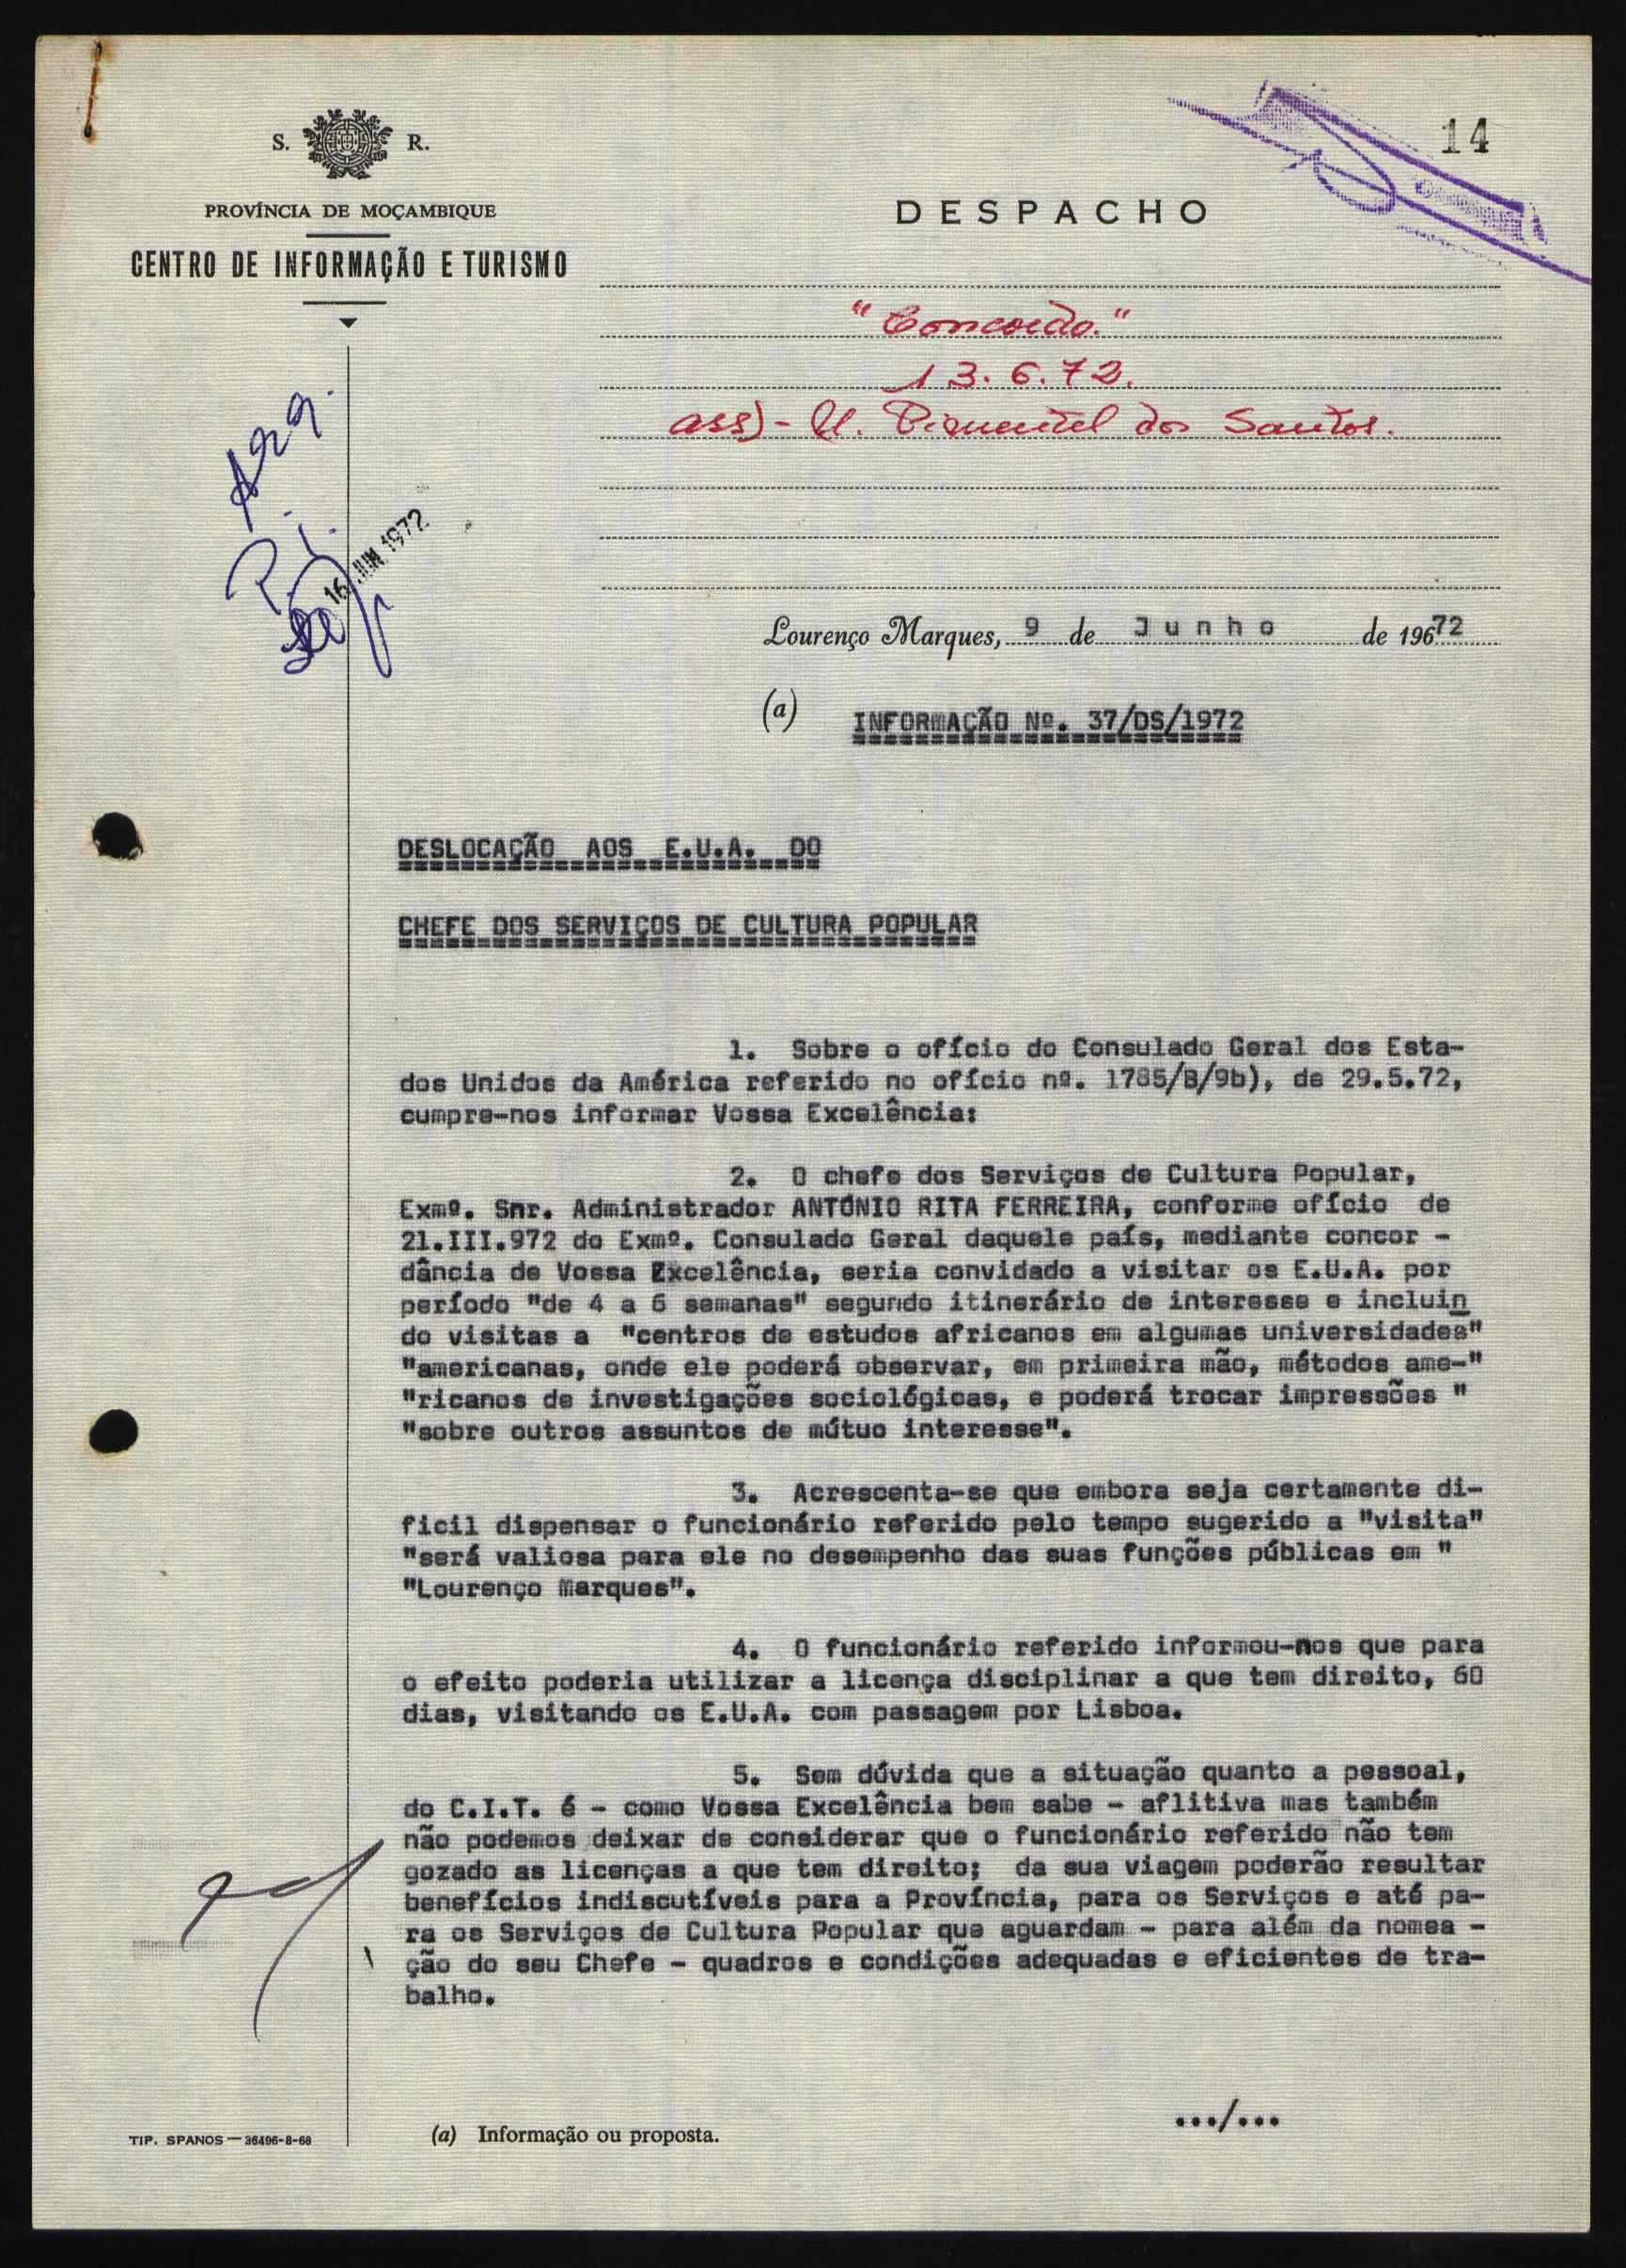 14
S. R.
PROVÍNCIA DE MOÇAMBIQUE
CENTRO DE INFORMAÇÃO E TURISMO
DESPACHO
"Concordo."
13.6.72.
ass)- M. Pimentel dos Santos.
16 JUN 1972
Lourenço Marques, 9 de Junho de 19672
(a) INFORMAÇÃO Nº. 37/DS/1972
DESLOCAÇÃO AOS E.U.A. DO
CHEFE DOS SERVIÇOS DE CULTURA POPULAR
1. Sobre o ofício do Consulado Geral dos Esta-
dos Unidos da América referido no ofício nº. 1785/B/9b), de 29.5.72,
cumpre-nos informar Vossa Excelência:
2. O chefe dos Serviços de Cultura Popular,
Exmº. Snr. Administrador ANTÓNIO RITA FERREIRA, conforme ofício de
21.III.972 do Exmº. Consulado Geral daquele país, mediante concor -
dância de Vossa Excelência, seria convidado a visitar os E.U.A. por
período "de 4 a 6 semanas" segundo itinerário de interesse e incluin
do visitas a "centros de estudos africanos em algumas universidades"
"americanas, onde ele poderá observar, em primeira mão, métodos ame-"
"ricanos de investigações sociológicas, e poderá trocar impressões "
"sobre outros assuntos de mútuo interesse".
3. Acrescenta-se que embora seja certamente di-
ficil dispensar o funcionário referido pelo tempo sugerido a "visita"
"será valiosa para ele no desempenho das suas funções públicas em "
"Lourenço Marques".
4. O funcionário referido informou-nos que para
o efeito poderia utilizar a licença disciplinar a que tem direito, 60
dias, visitando os E.U.A. com passagem por Lisboa.
5. Sem dúvida que a situação quanto a pessoal,
do C.I.T. é - como Vossa Excelência bem sabe - aflitiva mas também
não podemos deixar de considerar que o funcionário referido não tem
gozado as licenças a que tem direito; da sua viagem poderão resultar
benefícios indiscutíveis para a Província, para os Serviços e até pa-
ra os Serviços de Cultura Popular que aguardam - para além da nomea -
ção do seu Chefe - quadros e condições adequadas e eficientes de tra-
balho.
.../...
TIP. SPANOS — 36496-8-68
(a) Informação ou proposta.